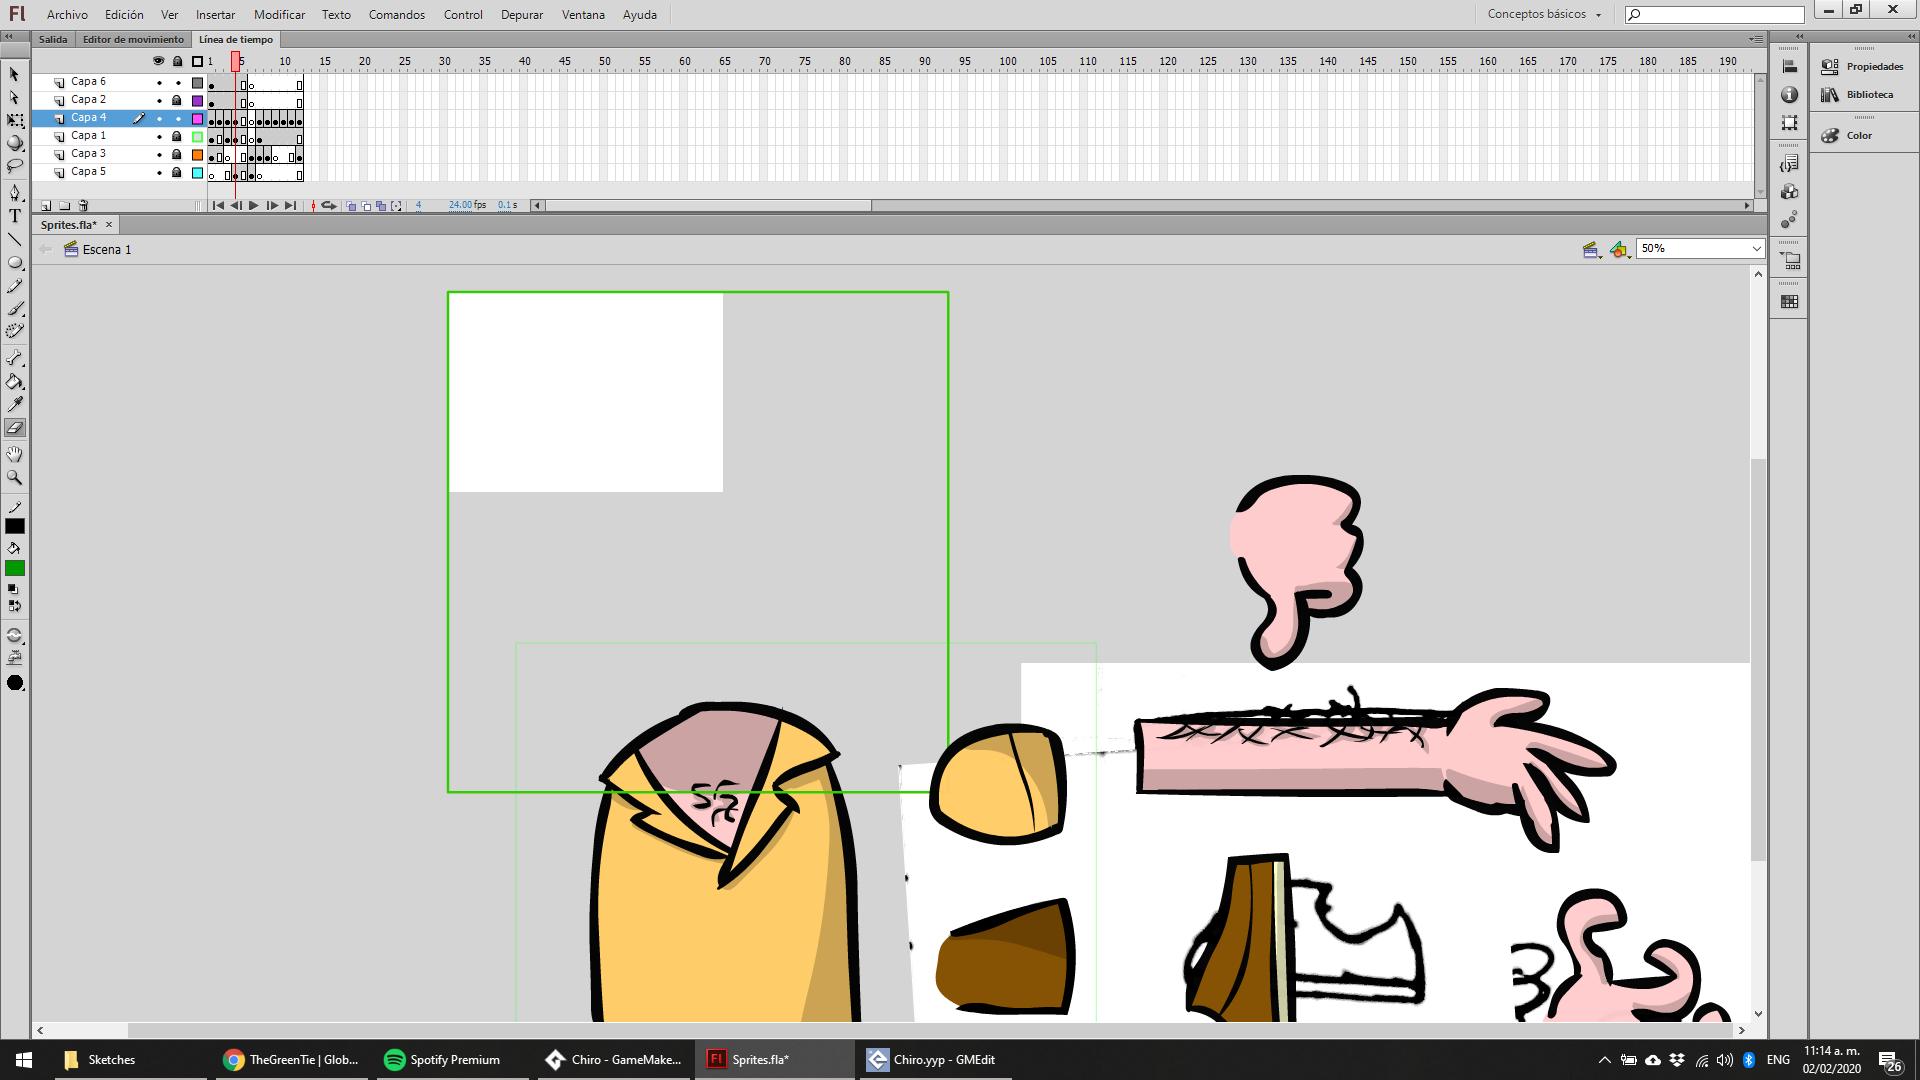 Fl Archivo Edición Ver Insertar Modificar Texto Comandos Control Depurar Ventana Ayuda Conceptos básicos
Salida Editor de movimiento Línea de tiempo
1 5 10 15 20 25 30 35 40 45 50 55 60 65 70 75 80 85 90 95 100 105 110 115 120 125 130 135 140 145 150 155 160 165 170 175 180 185 190
Capa 6
Capa 2
Capa 4
Capa 1
Capa 3
Capa 5
4 24.00 fps 0.1 s
Sprites.fla*
Escena 1
50%
Propiedades
Biblioteca
Color
Sketches
TheGreenTie | Glob...
Spotify Premium
Chiro - GameMake...
Fl Sprites.fla*
Chiro.yyp - GMEdit
ENG
11:14 a. m.
02/02/2020
26